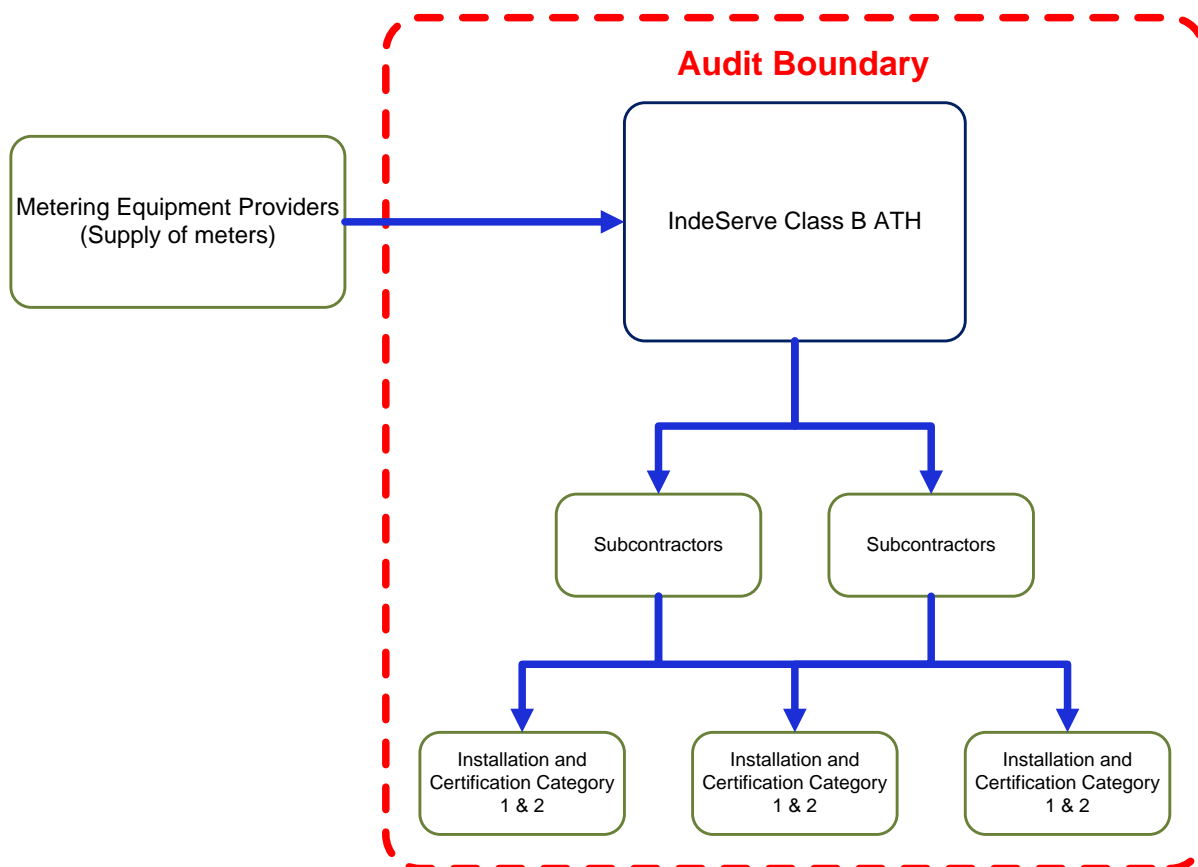 Audit Boundary
Metering Equipment Providers
(Supply of meters)
IndeServe Class B ATH
Subcontractors
Subcontractors
Installation and
Certification Category
1 & 2
Installation and
Certification Category
1 & 2
Installation and
Certification Category
1 & 2